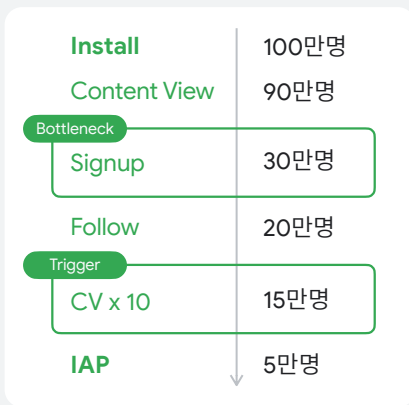 Install 100만명
Content View 90만명
Bottleneck
Signup 30만명
Follow 20만명
Trigger
CV x 10 15만명
IAP 5만명